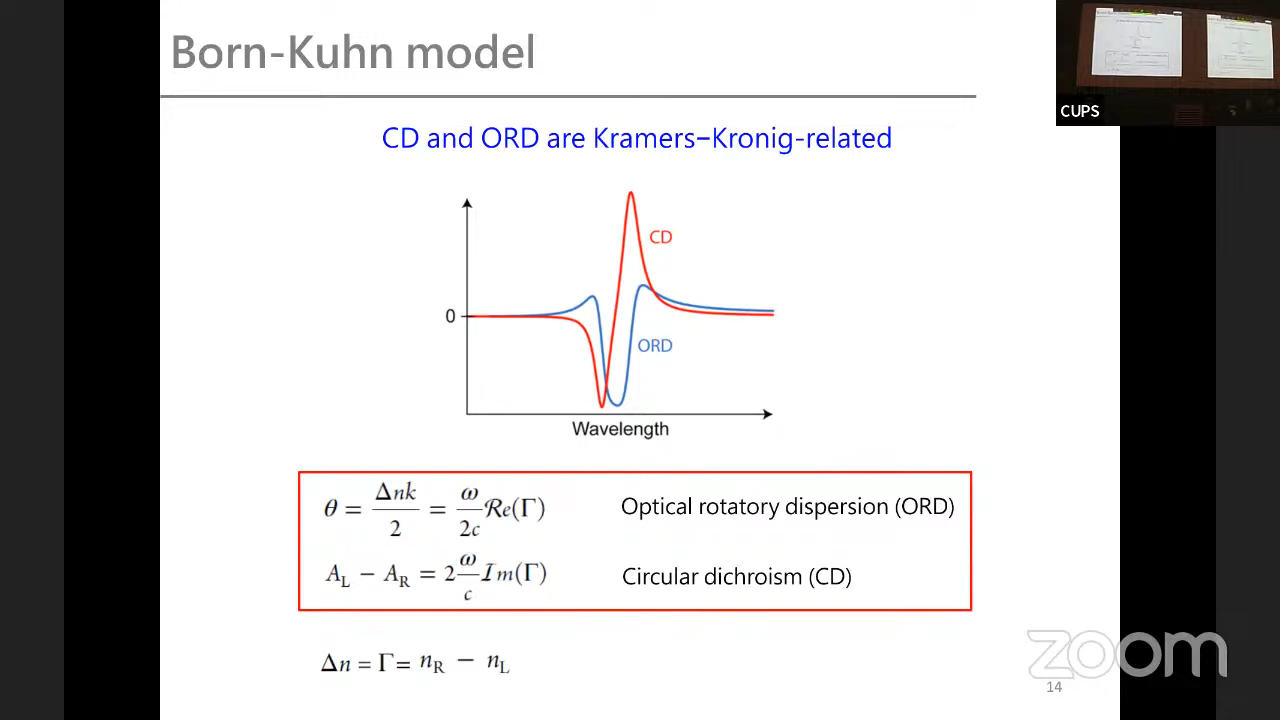 Born-Kuhn model
CUPS
CD and ORD are Kramers–Kronig-related
CD
0
ORD
Wavelength
θ = Δnk/2 = ω/2c Re(Γ) Optical rotatory dispersion (ORD)
A_L − A_R = 2 ω/c Im(Γ) Circular dichroism (CD)
Δn = Γ = n_R − n_L
zoom
14